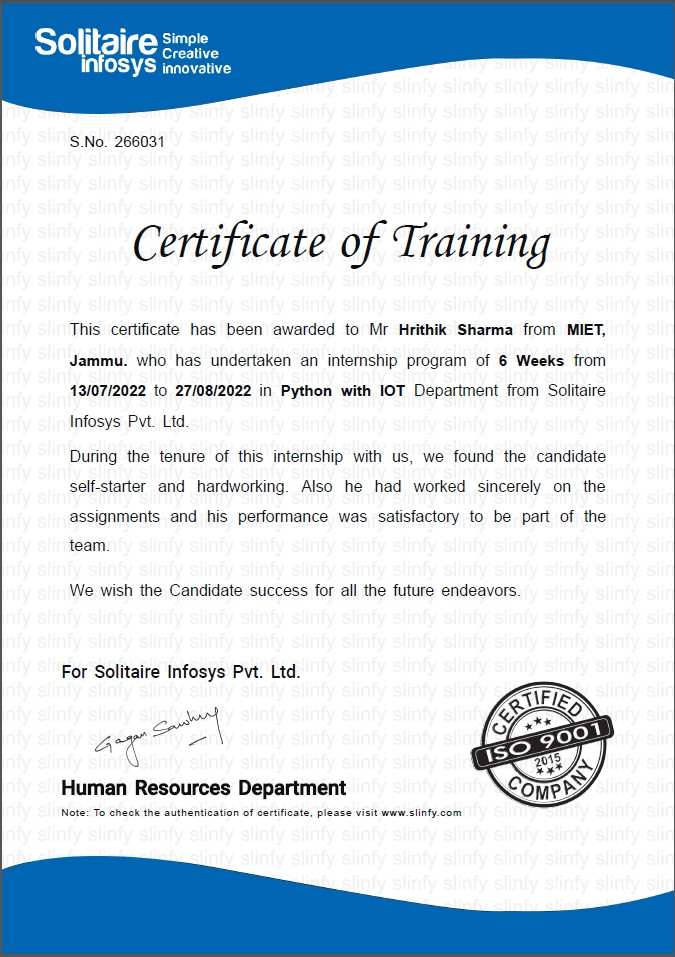 Solitaire infosys
Simple
Creative
innovative
S.No. 266031
Certificate of Training
This certificate has been awarded to Mr Hrithik Sharma from MIET,
Jammu. who has undertaken an internship program of 6 Weeks from
13/07/2022 to 27/08/2022 in Python with IOT Department from Solitaire
Infosys Pvt. Ltd.
During the tenure of this internship with us, we found the candidate
self-starter and hardworking. Also he had worked sincerely on the
assignments and his performance was satisfactory to be part of the
team.
We wish the Candidate success for all the future endeavors.
For Solitaire Infosys Pvt. Ltd.
Gagan
Human Resources Department
Note: To check the authentication of certificate, please visit www.slinfy.com
CERTIFIED
ISO 9001
2015
COMPANY